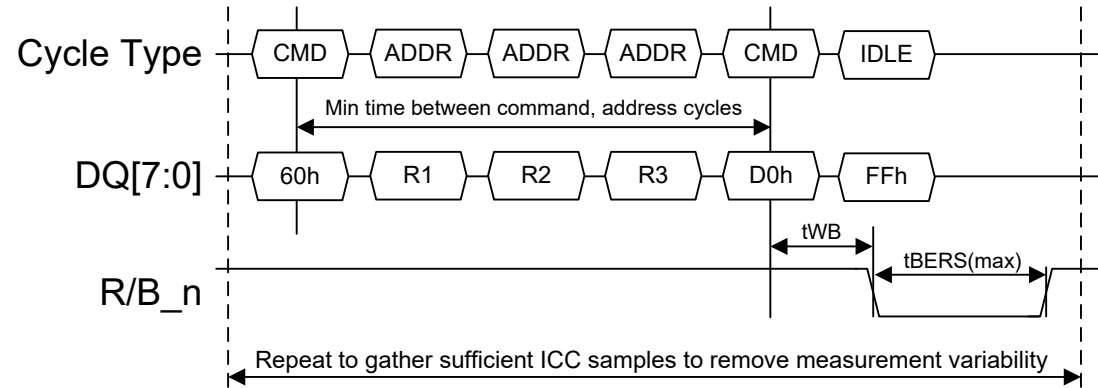 Cycle Type CMD ADDR ADDR ADDR CMD IDLE
Min time between command, address cycles
DQ[7:0] 60h R1 R2 R3 D0h FFh
tWB
tBERS(max)
R/B_n
Repeat to gather sufficient ICC samples to remove measurement variability